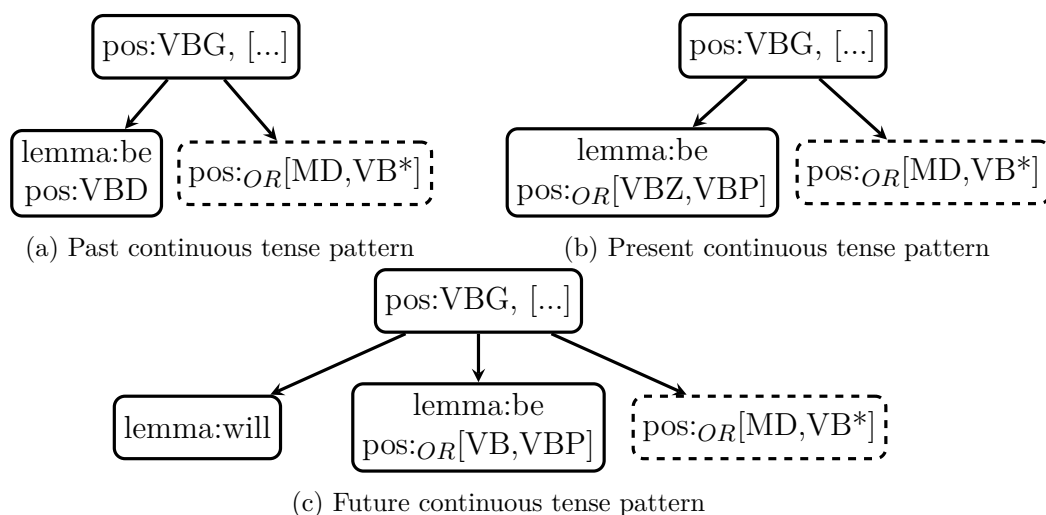 pos:VBG, [...]
lemma:be
pos:VBD
pos:OR[MD,VB*]
(a) Past continuous tense pattern
pos:VBG, [...]
lemma:be
pos:OR[VBZ,VBP]
pos:OR[MD,VB*]
(b) Present continuous tense pattern
pos:VBG, [...]
lemma:will
lemma:be
pos:OR[VB,VBP]
pos:OR[MD,VB*]
(c) Future continuous tense pattern